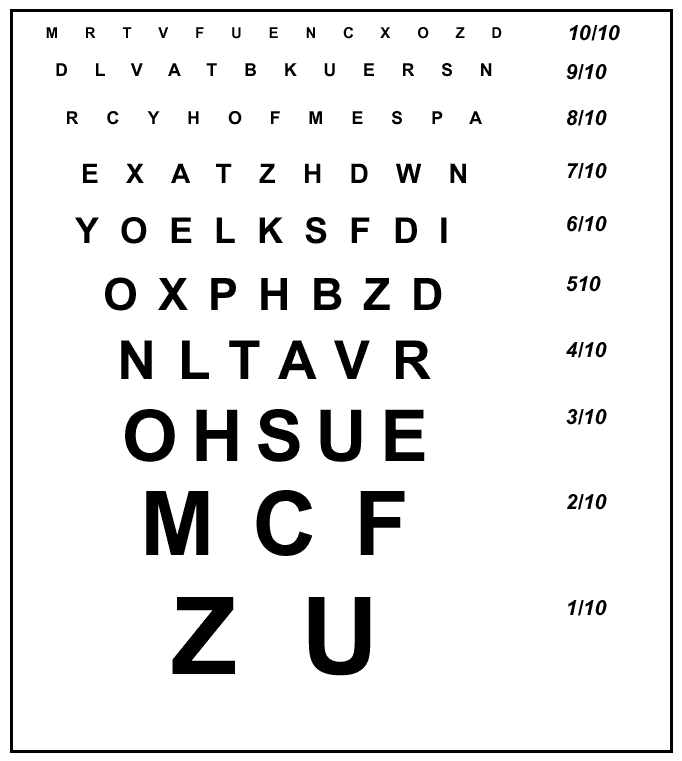 M R T V F U E N C X O Z D 10/10
D L V A T B K U E R S N 9/10
R C Y H O F M E S P A 8/10
E X A T Z H D W N 7/10
Y O E L K S F D I 6/10
O X P H B Z D 510
N L T A V R 4/10
O H S U E 3/10
M C F 2/10
Z U 1/10